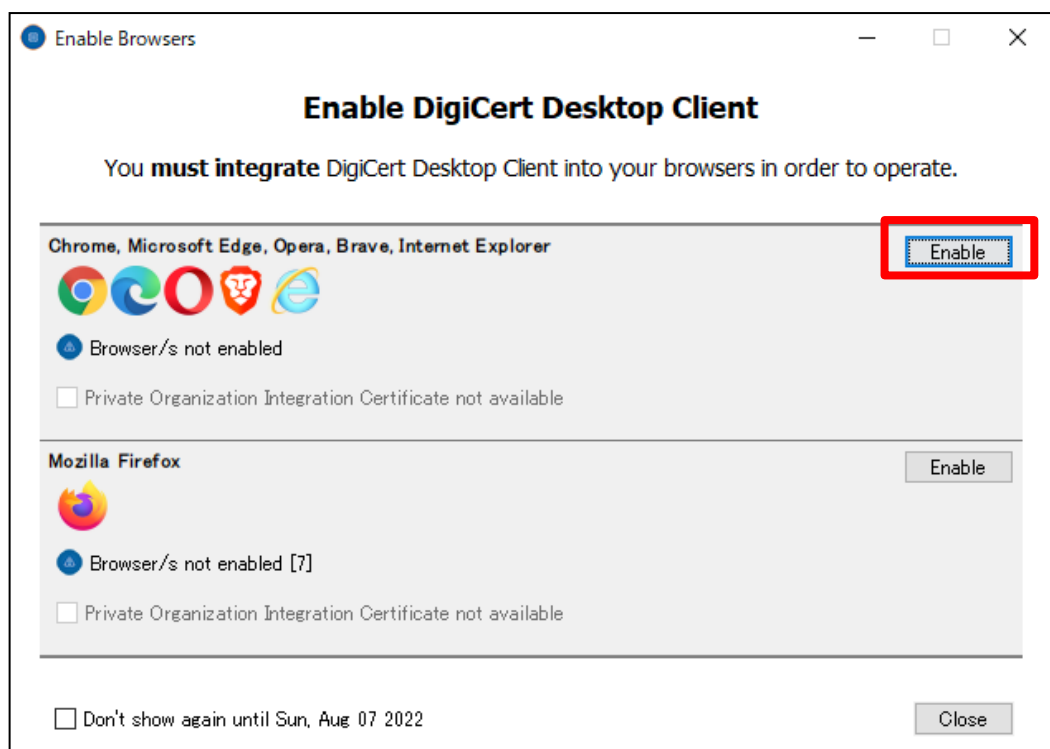 Enable Browsers
Enable DigiCert Desktop Client
You must integrate DigiCert Desktop Client into your browsers in order to operate.
Chrome, Microsoft Edge, Opera, Brave, Internet Explorer
Enable
Browser/s not enabled
Private Organization Integration Certificate not available
Mozilla Firefox
Enable
Browser/s not enabled [7]
Private Organization Integration Certificate not available
Don't show again until Sun, Aug 07 2022
Close